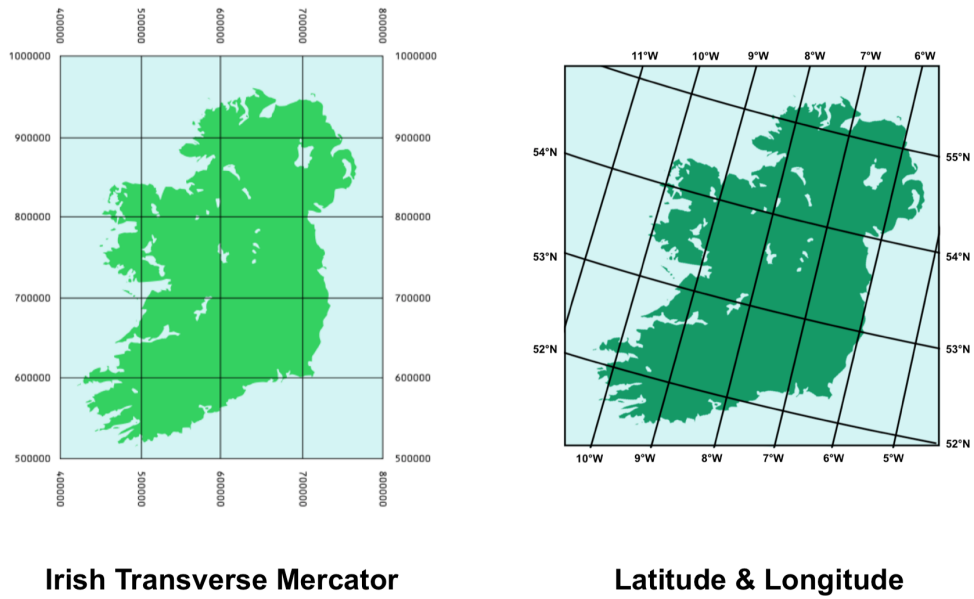 400000 500000 600000 700000 800000
1000000 1000000
900000 900000
800000 800000
700000 700000
600000 600000
500000 500000
400000 500000 600000 700000 800000
11°W 10°W 9°W 8°W 7°W 6°W
54°N 55°N
53°N 54°N
52°N 53°N
52°N
10°W 9°W 8°W 7°W 6°W 5°W
Irish Transverse Mercator
Latitude & Longitude